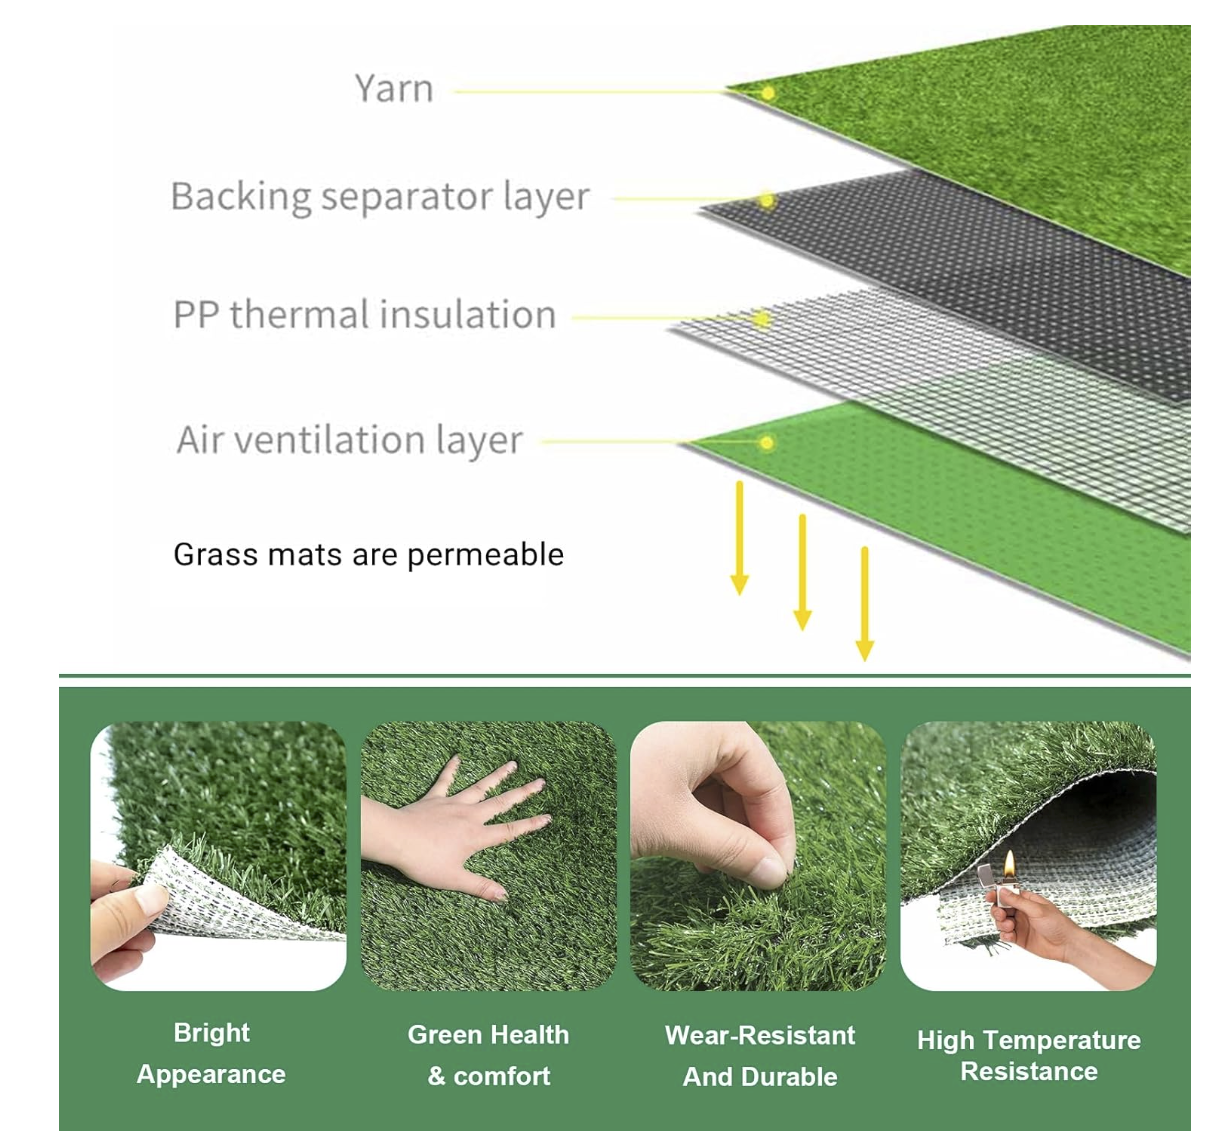 Yarn
Backing separator layer
PP thermal insulation
Air ventilation layer
Grass mats are permeable
Bright
Appearance
Green Health
& comfort
Wear-Resistant
And Durable
High Temperature
Resistance